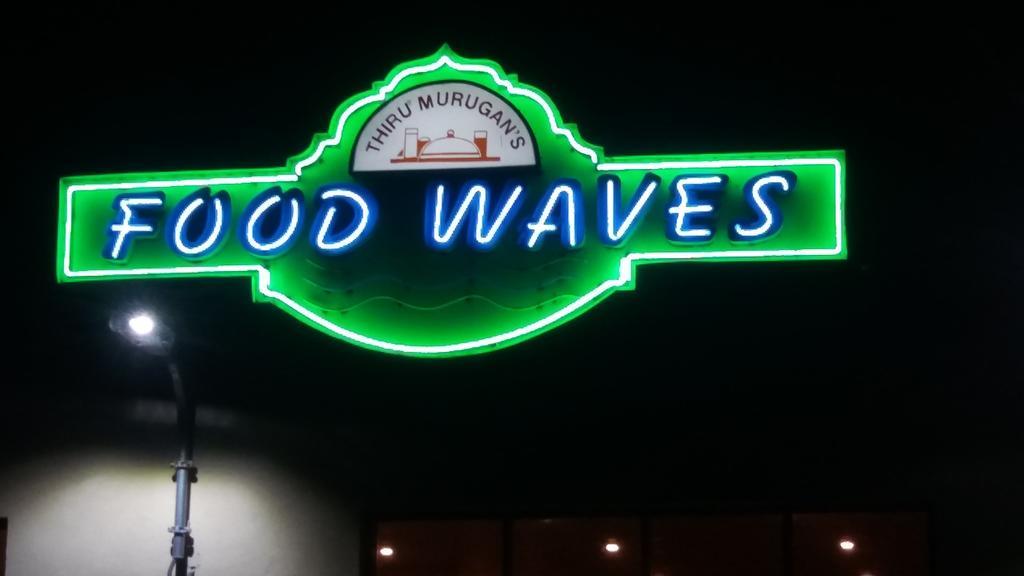 THIRU MURUGAN'S
FOOD WAVES